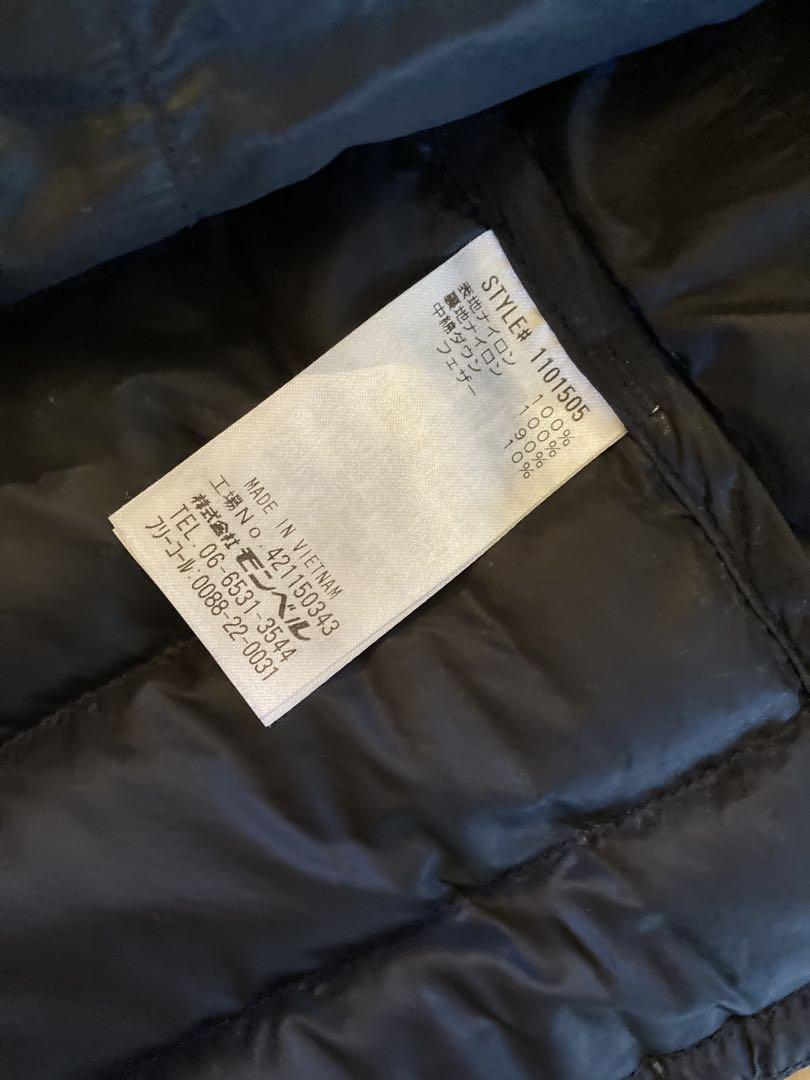 STYLE# 1101505
表地ナイロン 100%
裏地ナイロン 100%
中綿ダウン 90%
フェザー 10%
MADE IN VIETNAM
工場No. 421150343
株式会社 モンベル
TEL. 06-6531-3544
フリーコール:0088-22-0031